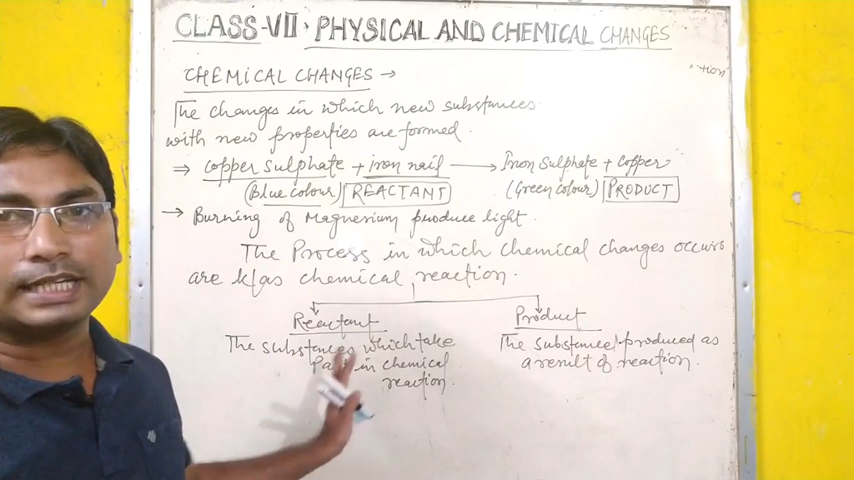 CLASS-VII. PHYSICAL AND CHEMICAL CHANGES
tion
CHEMICAL CHANGES →
The changes in which new substances
with new properties are formed.
⇒ copper sulphate + iron nail → Iron Sulphate + copper
(Blue colour) REACTANT (Green colour) PRODUCT
→ Burning of Magnesium produce light.
The Process in which chemical changes occurs
are k/as chemical reaction.
Reactant Product
The substances which take The substances produced as
Part in chemical a result of reaction.
reaction.